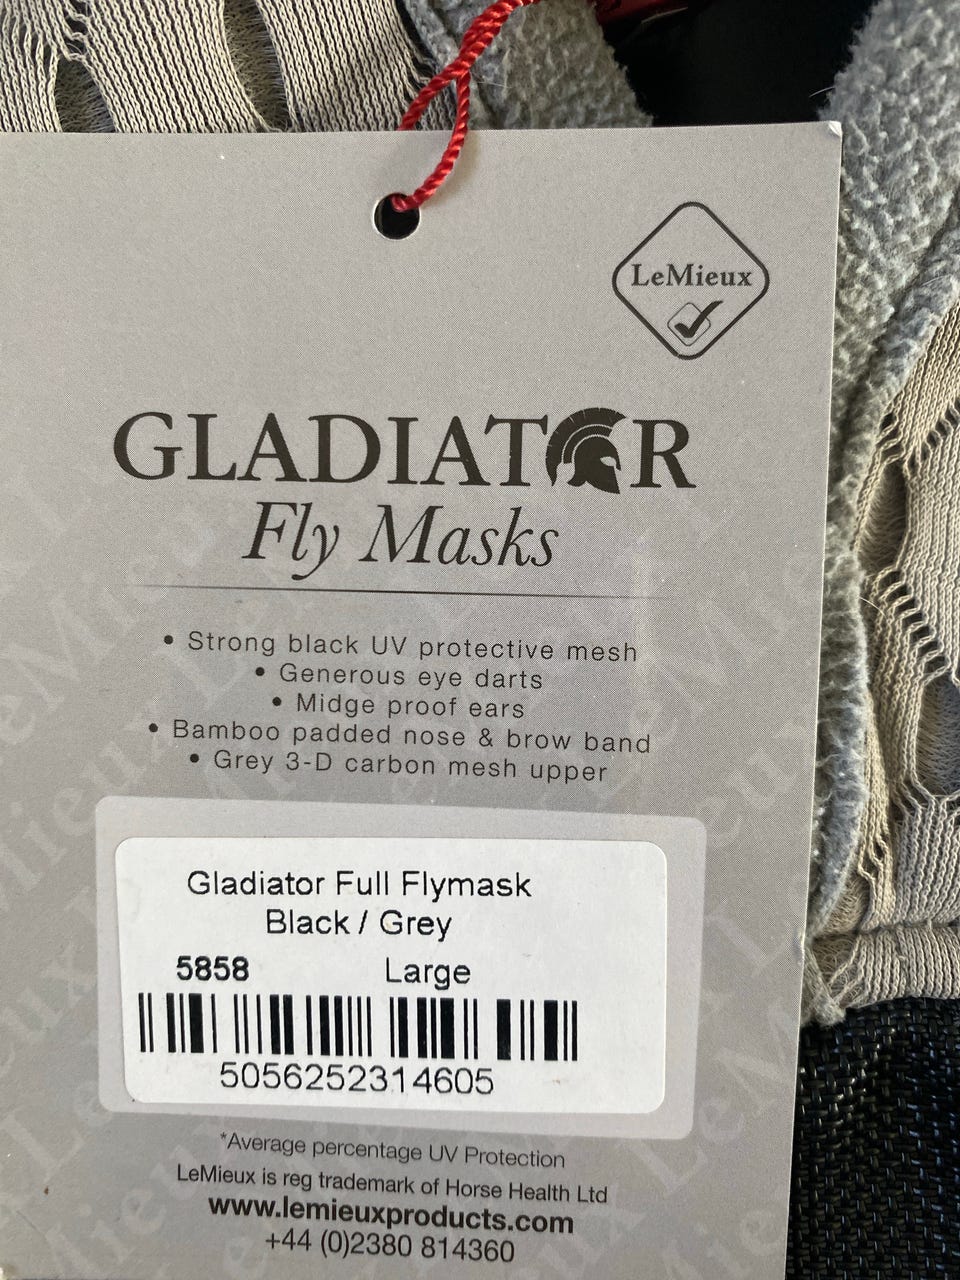 LeMieux
GLADIATOR
Fly Masks
• Strong black UV protective mesh
• Generous eye darts
• Midge proof ears
• Bamboo padded nose & brow band
• Grey 3-D carbon mesh upper
Gladiator Full Flymask
Black / Grey
5858 Large
5056252314605
*Average percentage UV Protection
LeMieux is reg trademark of Horse Health Ltd
www.lemieuxproducts.com
+44 (0)2380 814360